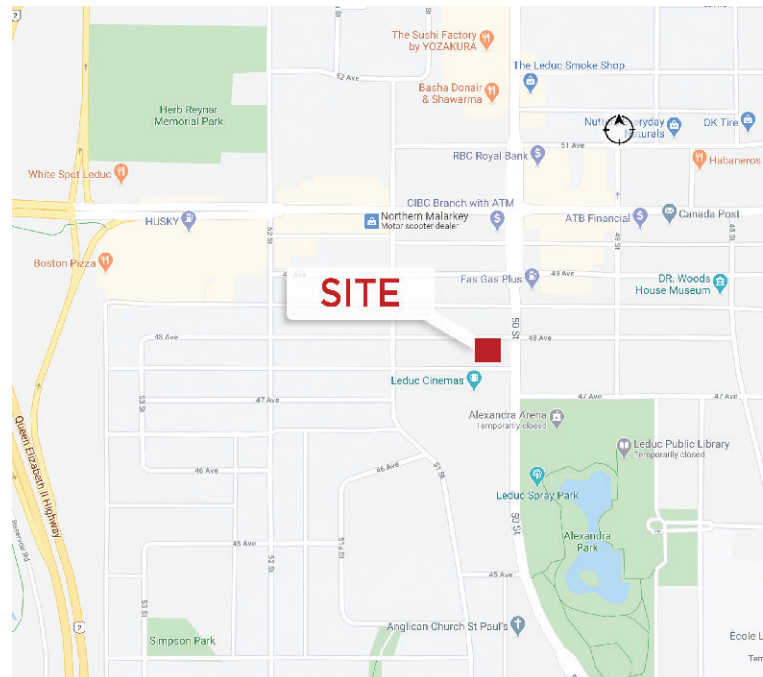 The Sushi Factory
by YOZAKURA
52 Ave
The Leduc Smoke Shop
Basha Donair
& Shawarma
Herb Reynar
Memorial Park
OK Tire
Naturals
51 Ave
RBC Royal Bank
Habaneros
White Spot Leduc
52 St
CIBC Branch with ATM
HUSKY
Northern Malarkey
Motor scooter dealer
ATB Financial
Canada Post
49 St
48 St
Boston Pizza
49 Ave
Fas Gas Plus
49 Ave
DR. Woods
House Museum
SITE
50 St
48 Ave
48 Ave
Leduc Cinemas
53 St
47 Ave
47 Ave
47 Ave
Alexandra Arena
Temporarily closed
Leduc Public Library
Temporarily closed
Queen Elizabeth II Highway
46 Ave
46 Ave
51 St
Leduc Spray Park
50 St
Reservoir Rd
51a St
Alexandra
Park
45 Ave
52 St
45 Ave
53 St
2
Anglican Church St Paul's
Simpson Park
École L
Tem